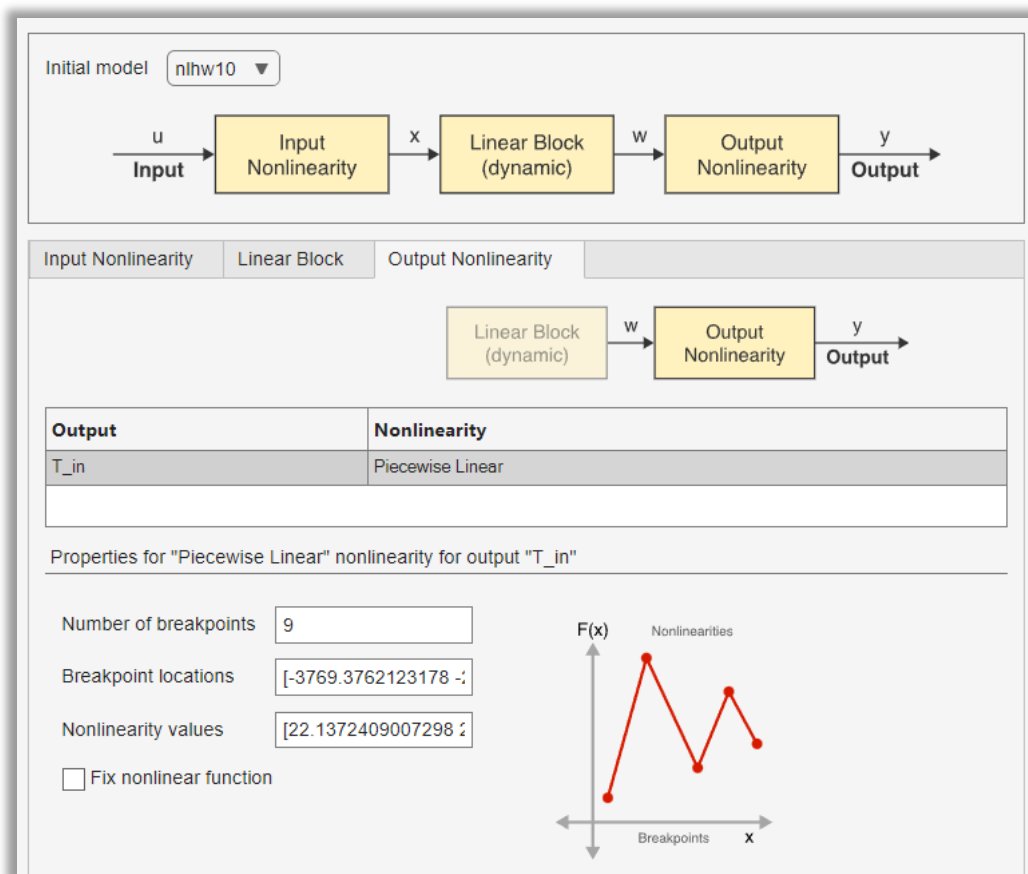 Initial model nlhw10
u x w y
Input Nonlinearity Linear Block (dynamic) Output Nonlinearity
Input Output
Input Nonlinearity Linear Block Output Nonlinearity
Linear Block (dynamic) w Output Nonlinearity y
Output
Output Nonlinearity
T_in Piecewise Linear
Properties for "Piecewise Linear" nonlinearity for output "T_in"
Number of breakpoints 9
Breakpoint locations [-3769.3762123178
Nonlinearity values [22.1372409007298
Fix nonlinear function
F(x) Nonlinearities
Breakpoints x